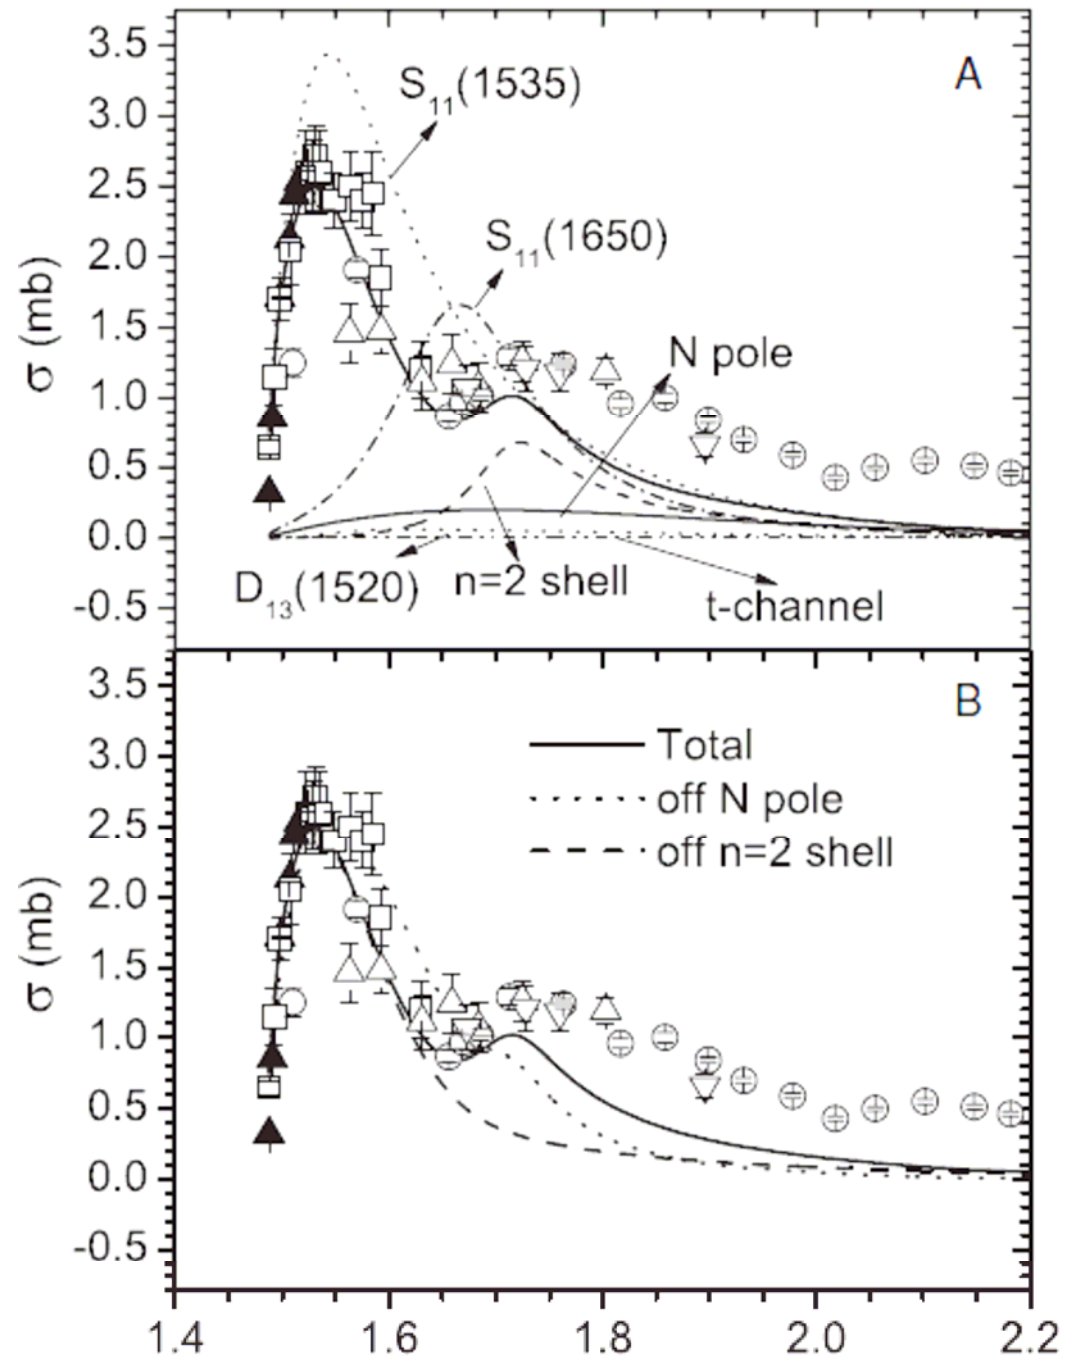 A
3.5
3.0
2.5
2.0
1.5
1.0
0.5
0.0
-0.5
σ (mb)
S₁₁(1535)
S₁₁(1650)
N pole
D₁₃(1520)
n=2 shell
t-channel
B
3.5
3.0
2.5
2.0
1.5
1.0
0.5
0.0
-0.5
σ (mb)
Total
off N pole
off n=2 shell
1.4 1.6 1.8 2.0 2.2